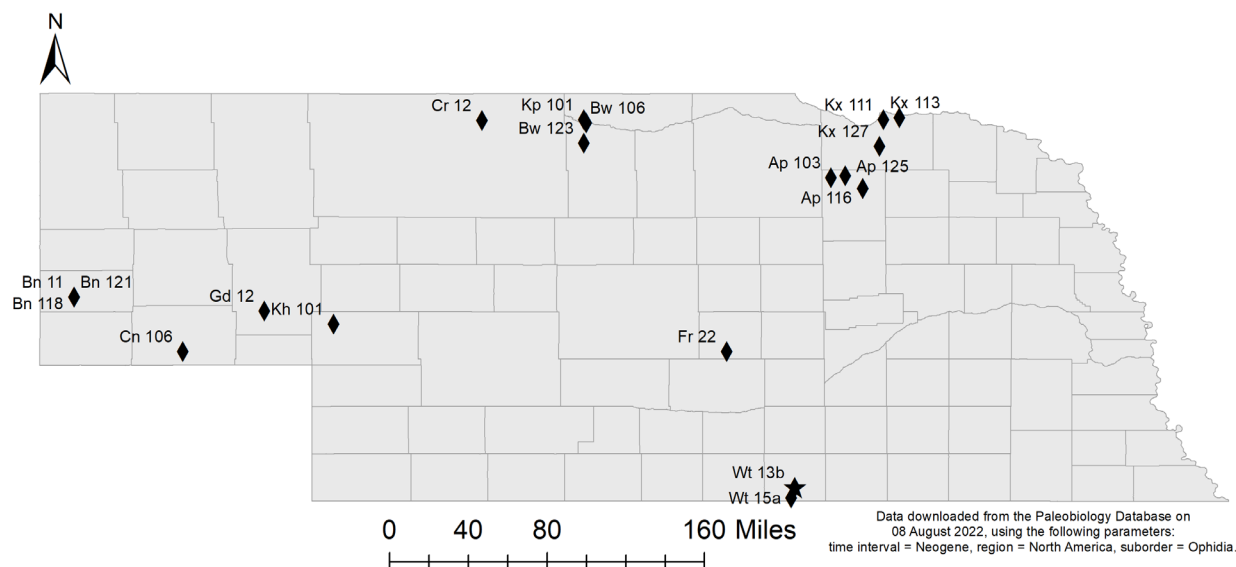 N
Cr 12
Kp 101
Bw 106
Bw 123
Kx 111
Kx 113
Kx 127
Ap 103
Ap 125
Ap 116
Bn 11
Bn 121
Bn 118
Gd 12
Kh 101
Cn 106
Fr 22
Wt 13b
Wt 15a
0 40 80 160 Miles
Data downloaded from the Paleobiology Database on
08 August 2022, using the following parameters:
time interval = Neogene, region = North America, suborder = Ophidia.